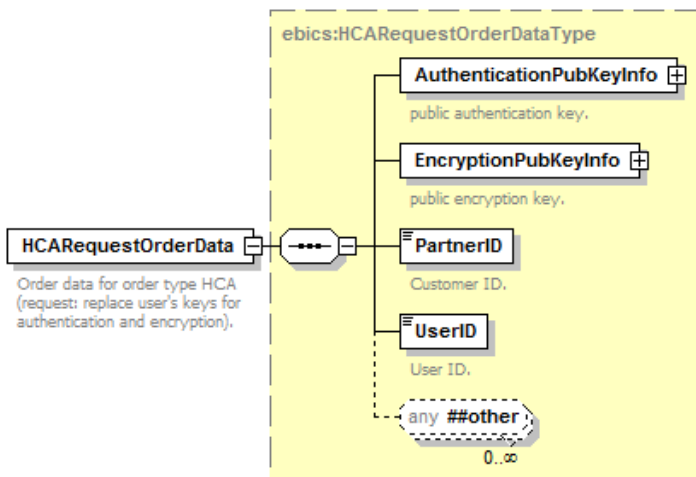 ebics:HCARequestOrderDataType
AuthenticationPubKeyInfo
public authentication key.
EncryptionPubKeyInfo
public encryption key.
HCARequestOrderData
Order data for order type HCA
(request: replace user's keys for
authentication and encryption).
PartnerID
Customer ID.
UserID
User ID.
any ##other
0..∞